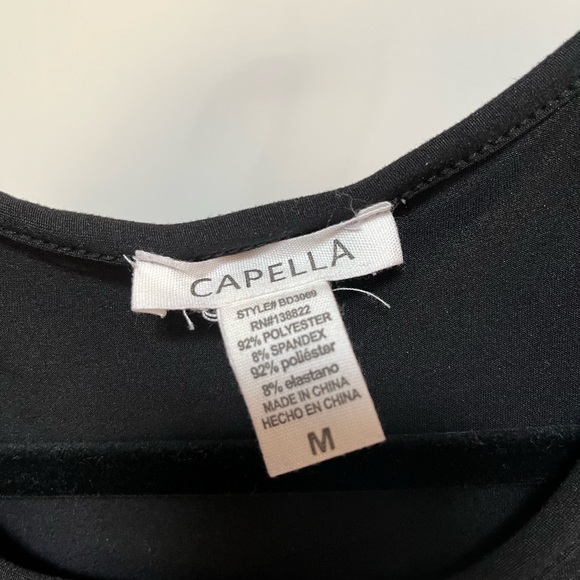 CAPELLA
STYLE# BD3069
RN#138822
92% POLYESTER
8% SPANDEX
92% poliéster
8% elastano
MADE IN CHINA
HECHO EN CHINA
M